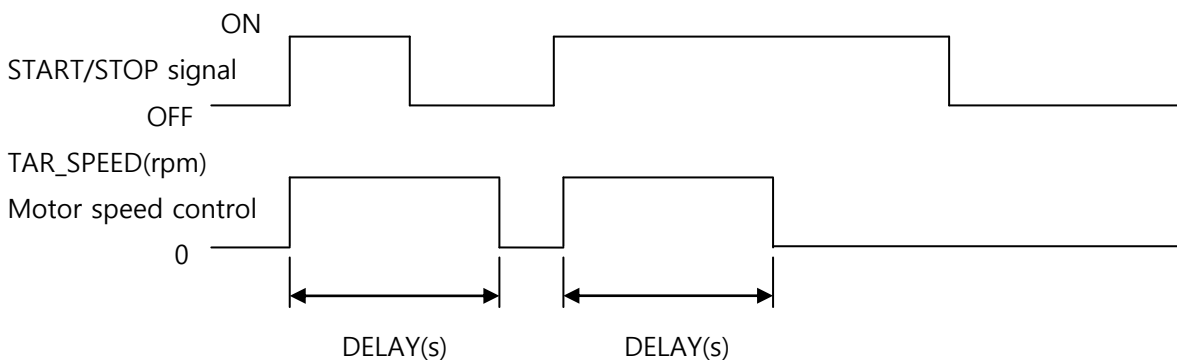 ON
START/STOP signal
OFF
TAR_SPEED(rpm)
Motor speed control
0
DELAY(s) DELAY(s)